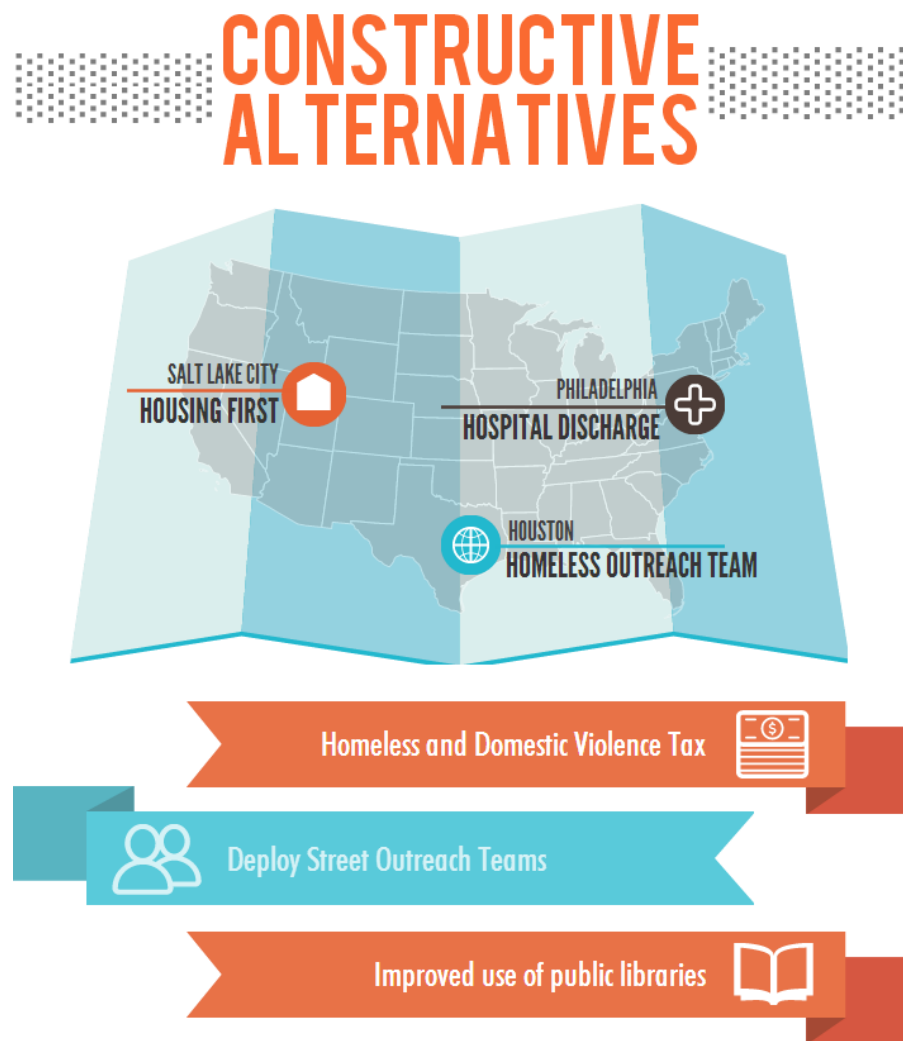 CONSTRUCTIVE
ALTERNATIVES
SALT LAKE CITY
HOUSING FIRST
PHILADELPHIA
HOSPITAL DISCHARGE
HOUSTON
HOMELESS OUTREACH TEAM
Homeless and Domestic Violence Tax
$
Deploy Street Outreach Teams
Improved use of public libraries